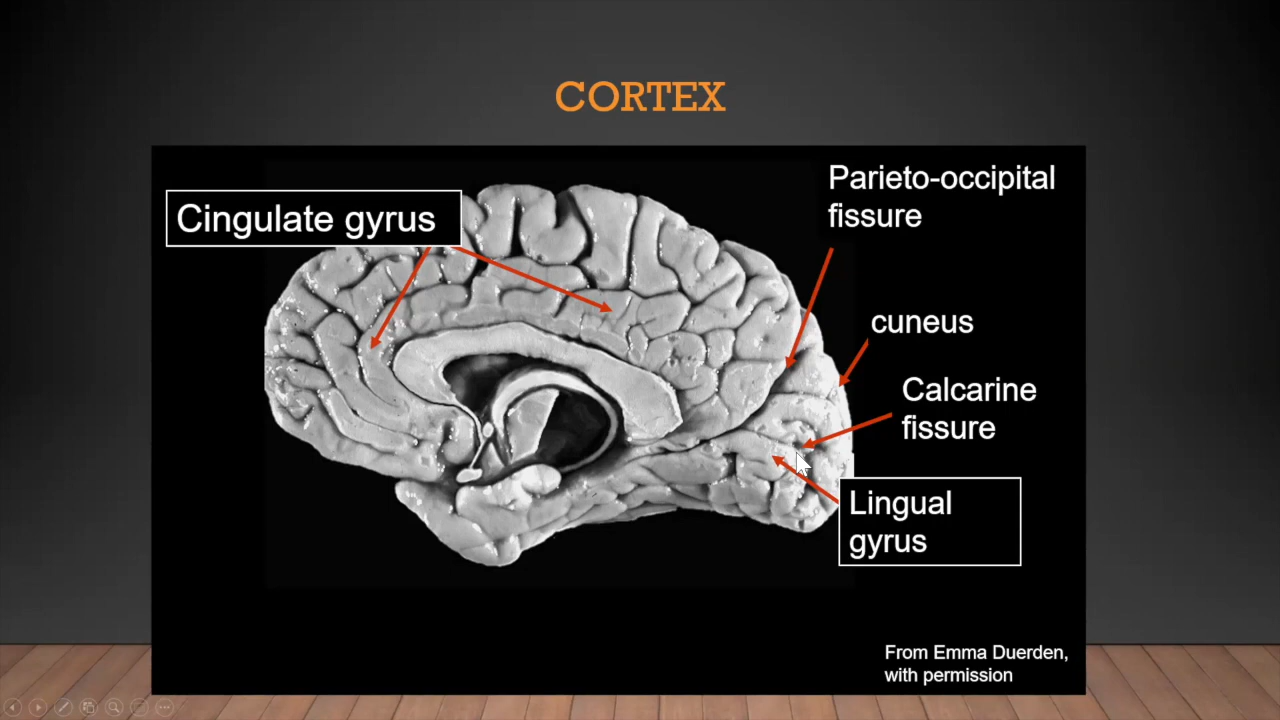 CORTEX
Cingulate gyrus
Parieto-occipital
fissure
cuneus
Calcarine
fissure
Lingual
gyrus
From Emma Duerden,
with permission